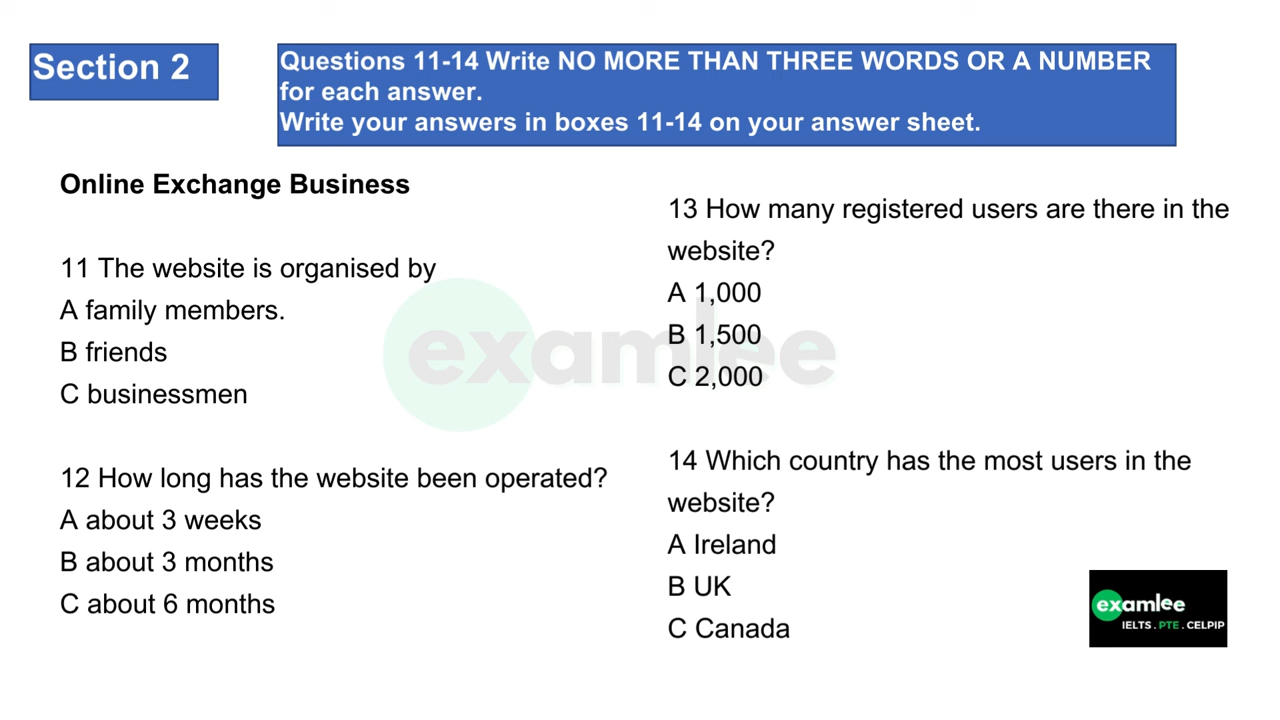 Section 2
Questions 11-14 Write NO MORE THAN THREE WORDS OR A NUMBER
for each answer.
Write your answers in boxes 11-14 on your answer sheet.
Online Exchange Business
11 The website is organised by
A family members.
B friends
C businessmen
12 How long has the website been operated?
A about 3 weeks
B about 3 months
C about 6 months
13 How many registered users are there in the
website?
A 1,000
B 1,500
C 2,000
14 Which country has the most users in the
website?
A Ireland
B UK
C Canada
examlee
examlee
IELTS . PTE . CELPIP